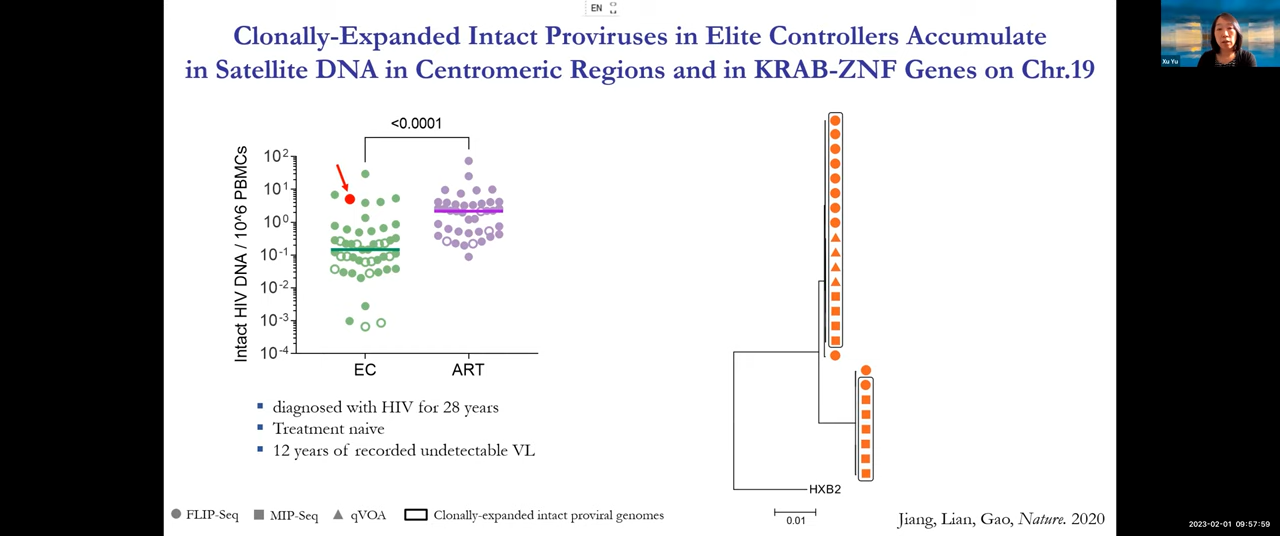 EN
Clonally-Expanded Intact Proviruses in Elite Controllers Accumulate
in Satellite DNA in Centromeric Regions and in KRAB-ZNF Genes on Chr.19
Xu Yu
<0.0001
Intact HIV DNA / 10^6 PBMCs
10²
10¹
10⁰
10⁻¹
10⁻²
10⁻³
10⁻⁴
EC
ART
▪ diagnosed with HIV for 28 years
▪ Treatment naive
▪ 12 years of recorded undetectable VL
HXB2
0.01
FLIP-Seq
MIP-Seq
qVOA
Clonally-expanded intact proviral genomes
Jiang, Lian, Gao, Nature. 2020
2023-02-01 09:57:59